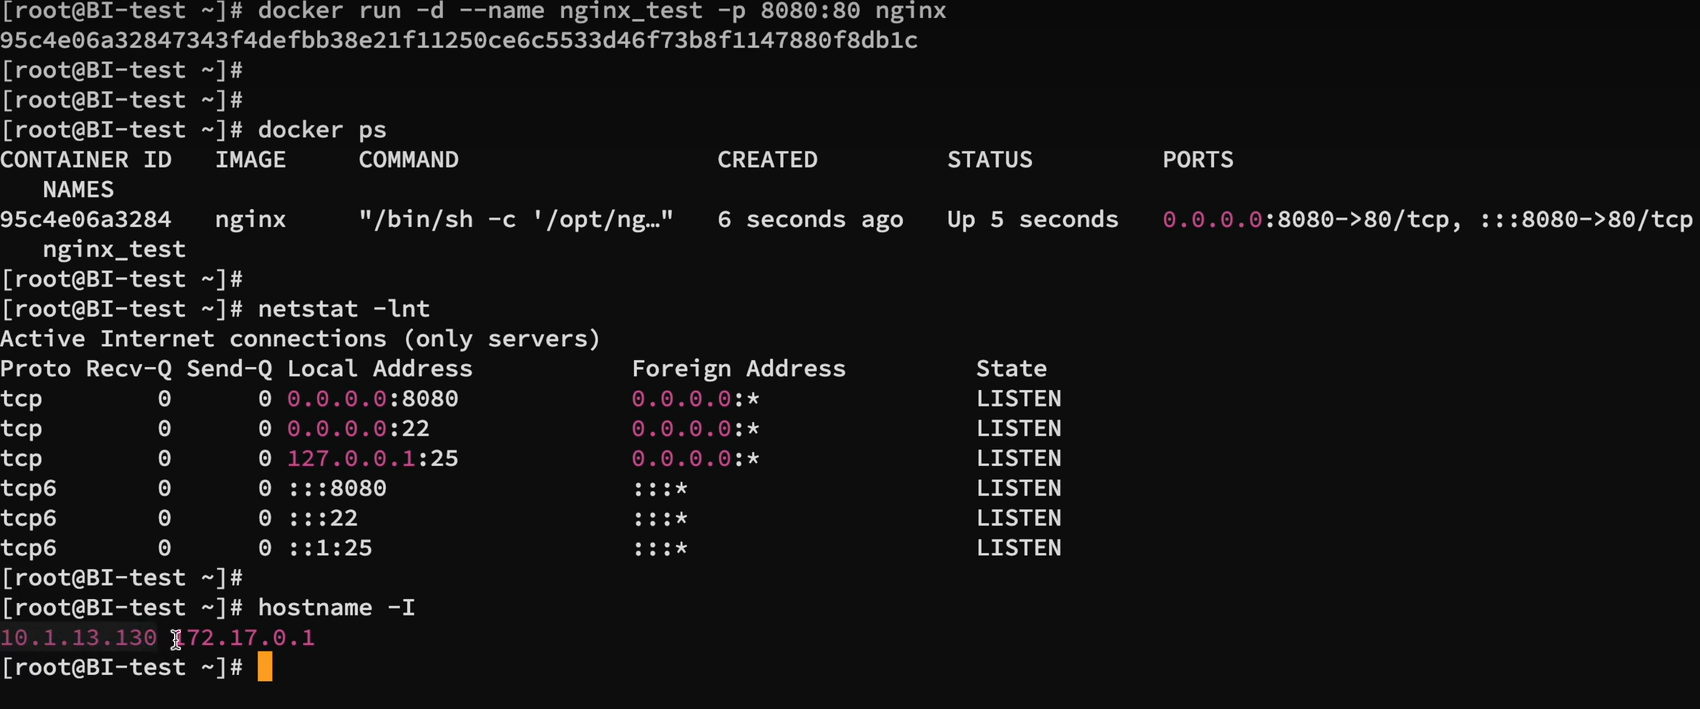 [root@BI-test ~]# docker run -d --name nginx_test -p 8080:80 nginx
95c4e06a32847343f4defbb38e21f11250ce6c5533d46f73b8f1147880f8db1c
[root@BI-test ~]#
[root@BI-test ~]#
[root@BI-test ~]# docker ps
CONTAINER ID   IMAGE     COMMAND                  CREATED         STATUS         PORTS
   NAMES
95c4e06a3284   nginx     "/bin/sh -c '/opt/ng…"   6 seconds ago   Up 5 seconds   0.0.0.0:8080->80/tcp, :::8080->80/tcp
   nginx_test
[root@BI-test ~]#
[root@BI-test ~]# netstat -lnt
Active Internet connections (only servers)
Proto Recv-Q Send-Q Local Address           Foreign Address         State
tcp        0      0 0.0.0.0:8080            0.0.0.0:*               LISTEN
tcp        0      0 0.0.0.0:22              0.0.0.0:*               LISTEN
tcp        0      0 127.0.0.1:25            0.0.0.0:*               LISTEN
tcp6       0      0 :::8080                 :::*                    LISTEN
tcp6       0      0 :::22                   :::*                    LISTEN
tcp6       0      0 ::1:25                  :::*                    LISTEN
[root@BI-test ~]#
[root@BI-test ~]# hostname -I
10.1.13.130 172.17.0.1
[root@BI-test ~]#